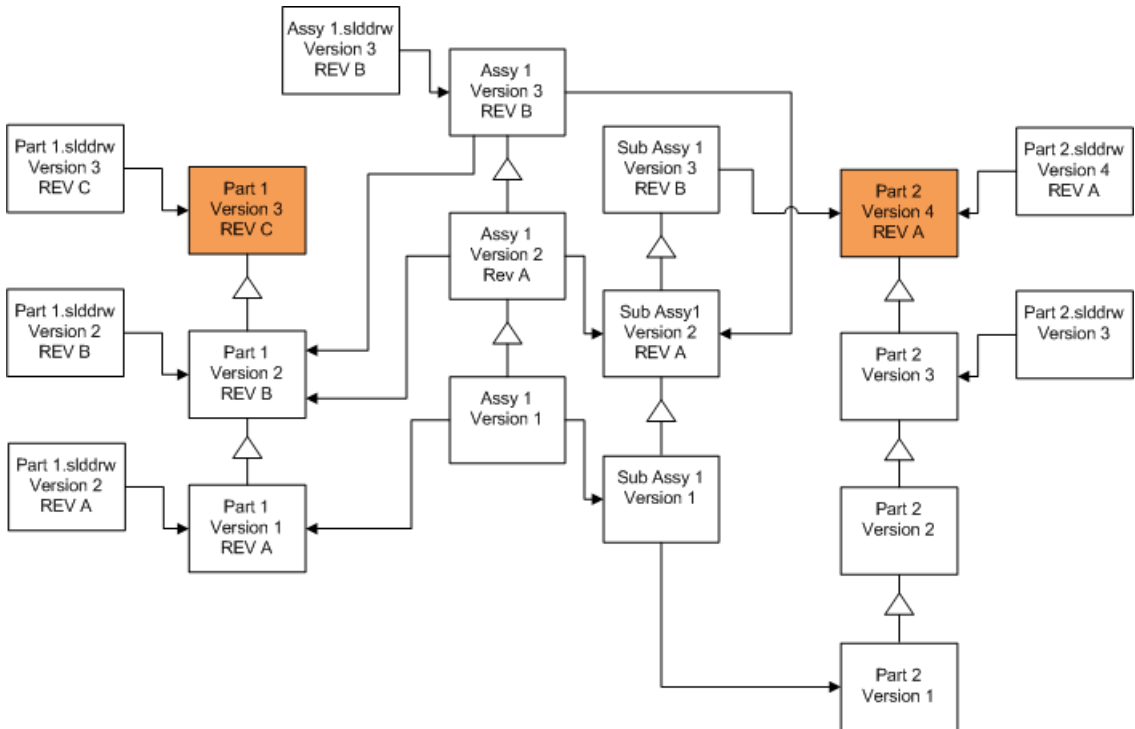 Assy 1.slddrw
Version 3
REV B
Assy 1
Version 3
REV B
Part 1.slddrw
Version 3
REV C
Part 1
Version 3
REV C
Sub Assy 1
Version 3
REV B
Part 2
Version 4
REV A
Part 2.slddrw
Version 4
REV A
Assy 1
Version 2
Rev A
Part 1.slddrw
Version 2
REV B
Part 1
Version 2
REV B
Sub Assy1
Version 2
REV A
Part 2
Version 3
Part 2.slddrw
Version 3
Assy 1
Version 1
Part 1.slddrw
Version 2
REV A
Part 1
Version 1
REV A
Sub Assy 1
Version 1
Part 2
Version 2
Part 2
Version 1